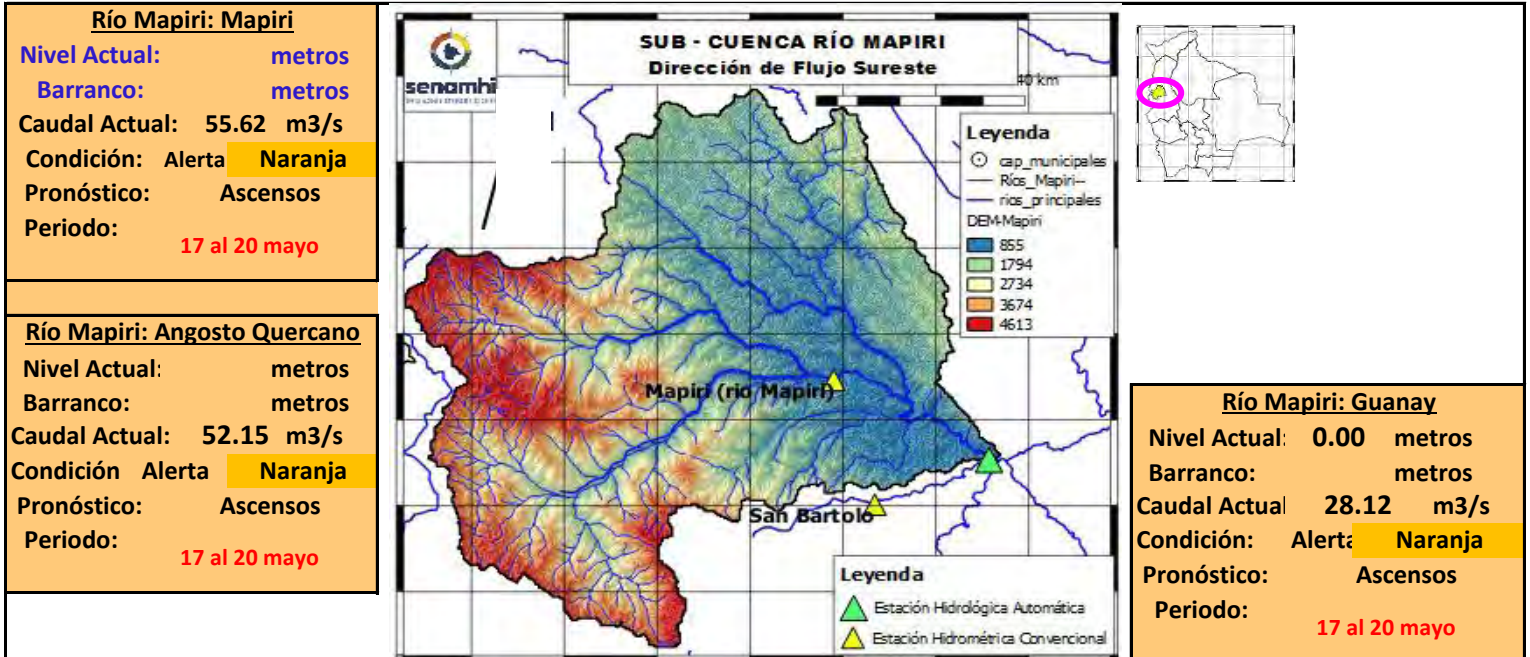 Río Mapiri: Mapiri
Nivel Actual: metros
Barranco: metros
Caudal Actual: 55.62 m3/s
Condición: Alerta Naranja
Pronóstico: Ascensos
Periodo:
17 al 20 mayo
Río Mapiri: Angosto Quercano
Nivel Actual: metros
Barranco: metros
Caudal Actual: 52.15 m3/s
Condición Alerta Naranja
Pronóstico: Ascensos
Periodo:
17 al 20 mayo
senamhi
SUB - CUENCA RÍO MAPIRI
Dirección de Flujo Sureste
40 km
Leyenda
cap_municipales
Ríos_Mapiri--
rios_principales
DEM-Mapiri
855
1794
2734
3674
4613
Mapiri (rio Mapiri)
San Bartolo
Leyenda
Estación Hidrológica Automática
Estación Hidrométrica Convencional
Río Mapiri: Guanay
Nivel Actual: 0.00 metros
Barranco: metros
Caudal Actual 28.12 m3/s
Condición: Alerta Naranja
Pronóstico: Ascensos
Periodo:
17 al 20 mayo